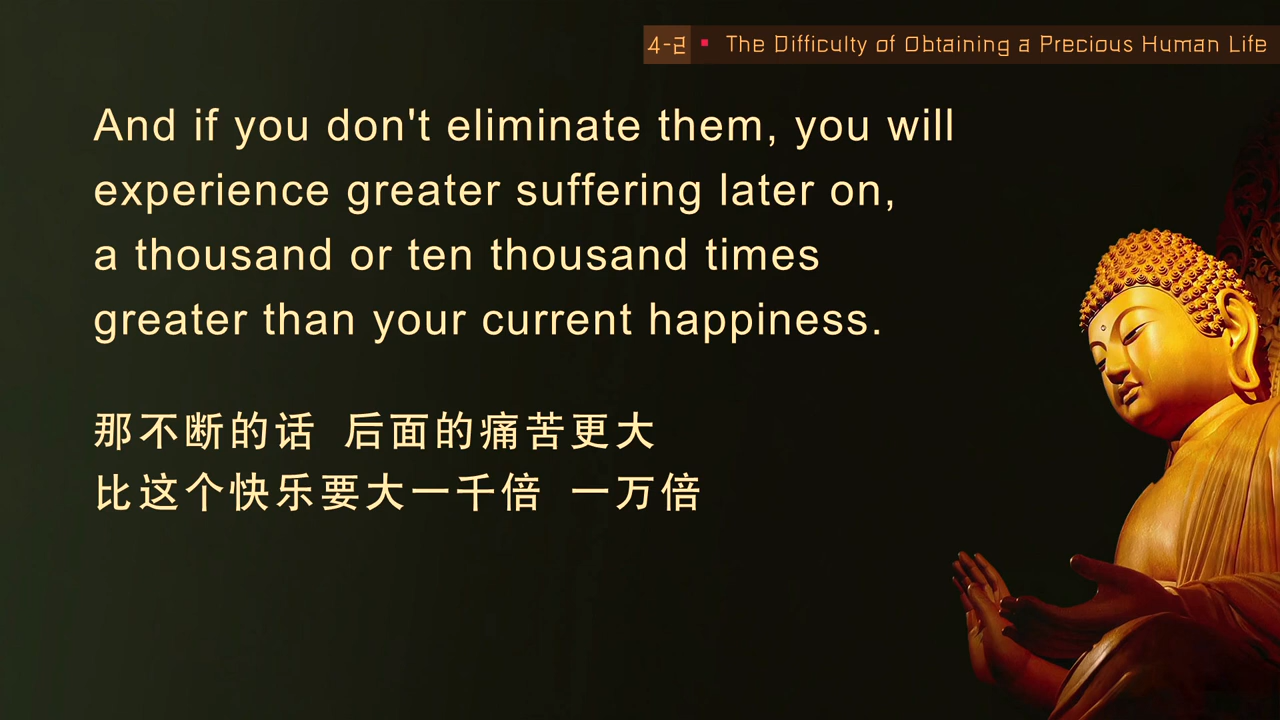 4-2 ▪ The Difficulty of Obtaining a Precious Human Life
And if you don't eliminate them, you will
experience greater suffering later on,
a thousand or ten thousand times
greater than your current happiness.
那不断的话 后面的痛苦更大
比这个快乐要大一千倍 一万倍